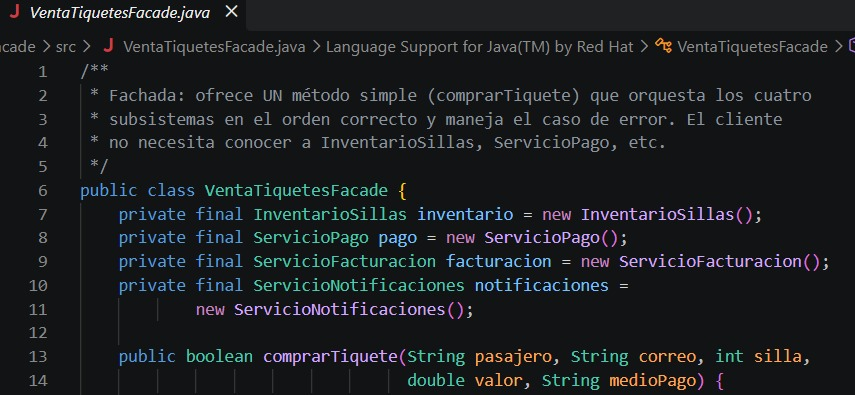 VentaTiquetesFacade.java
acade > src > VentaTiquetesFacade.java > Language Support for Java(TM) by Red Hat > VentaTiquetesFacade >
1 /**
2 * Fachada: ofrece UN método simple (comprarTiquete) que orquesta los cuatro
3 * subsistemas en el orden correcto y maneja el caso de error. El cliente
4 * no necesita conocer a InventarioSillas, ServicioPago, etc.
5 */
6 public class VentaTiquetesFacade {
7 private final InventarioSillas inventario = new InventarioSillas();
8 private final ServicioPago pago = new ServicioPago();
9 private final ServicioFacturacion facturacion = new ServicioFacturacion();
10 private final ServicioNotificaciones notificaciones =
11 new ServicioNotificaciones();
12
13 public boolean comprarTiquete(String pasajero, String correo, int silla,
14 double valor, String medioPago) {